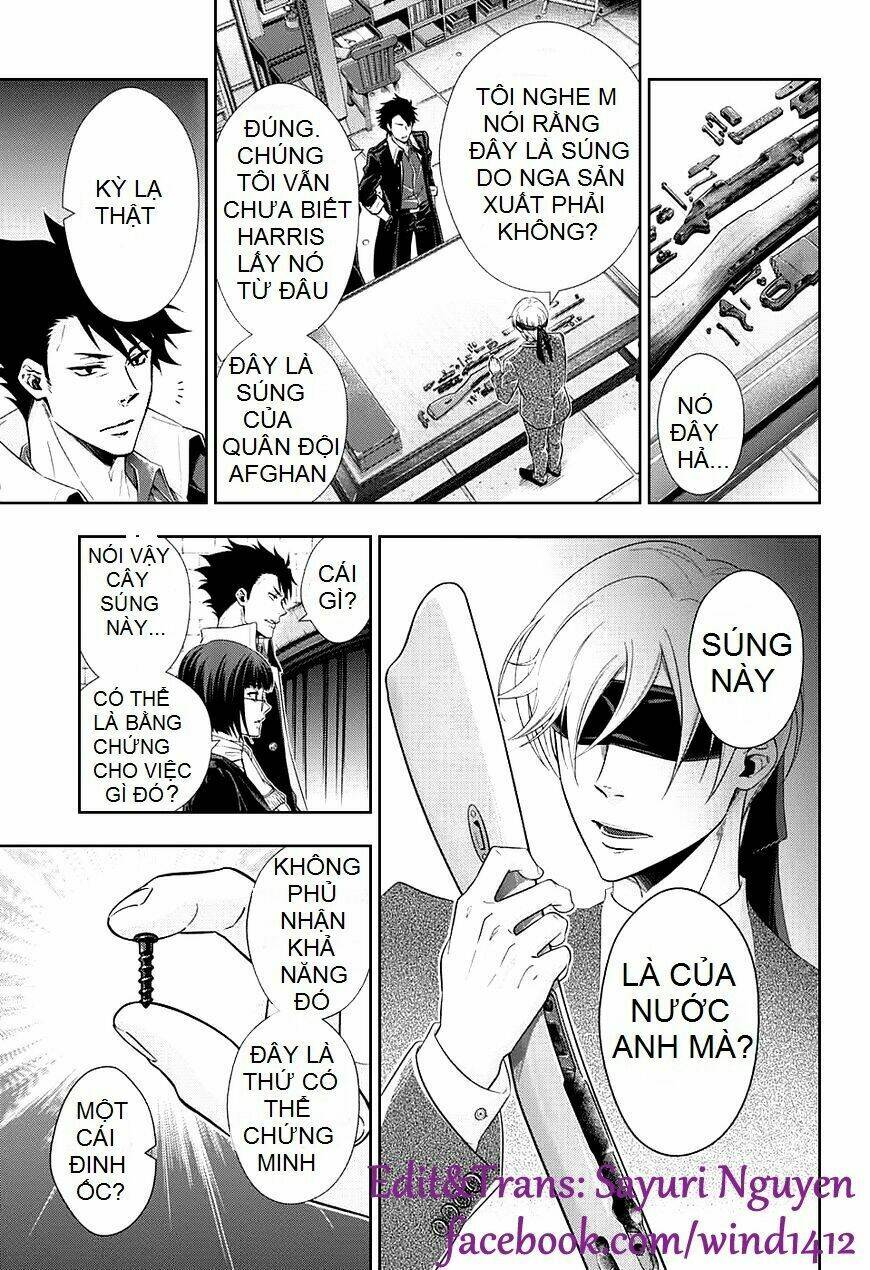 NÓ
ĐÂY
HẢ...
TÔI NGHE M
NÓI RẰNG
ĐÂY LÀ SÚNG
DO NGA SẢN
XUẤT PHẢI
KHÔNG?
ĐÚNG.
CHÚNG
TÔI VẪN
CHƯA BIẾT
HARRIS
LẤY NÓ
TỪ ĐÂU
ĐÂY LÀ
SÚNG
CỦA
QUÂN ĐỘI
AFGHAN
KỲ LẠ
THẬT
SÚNG
NÀY
LÀ CỦA
NƯỚC
ANH MÀ?
CÁI
GÌ?
NÓI VẬY
CÂY
SÚNG
NÀY...
CÓ THỂ
LÀ BẰNG
CHỨNG
CHO VIỆC
GÌ ĐÓ?
KHÔNG
PHỦ
NHẬN
KHẢ
NĂNG
ĐÓ
ĐÂY LÀ
THỨ CÓ
THỂ
CHỨNG
MINH
MỘT
CÁI
ĐINH
ỐC?
Edit&Trans: Sayuri Nguyen
facebook.com/wind1412